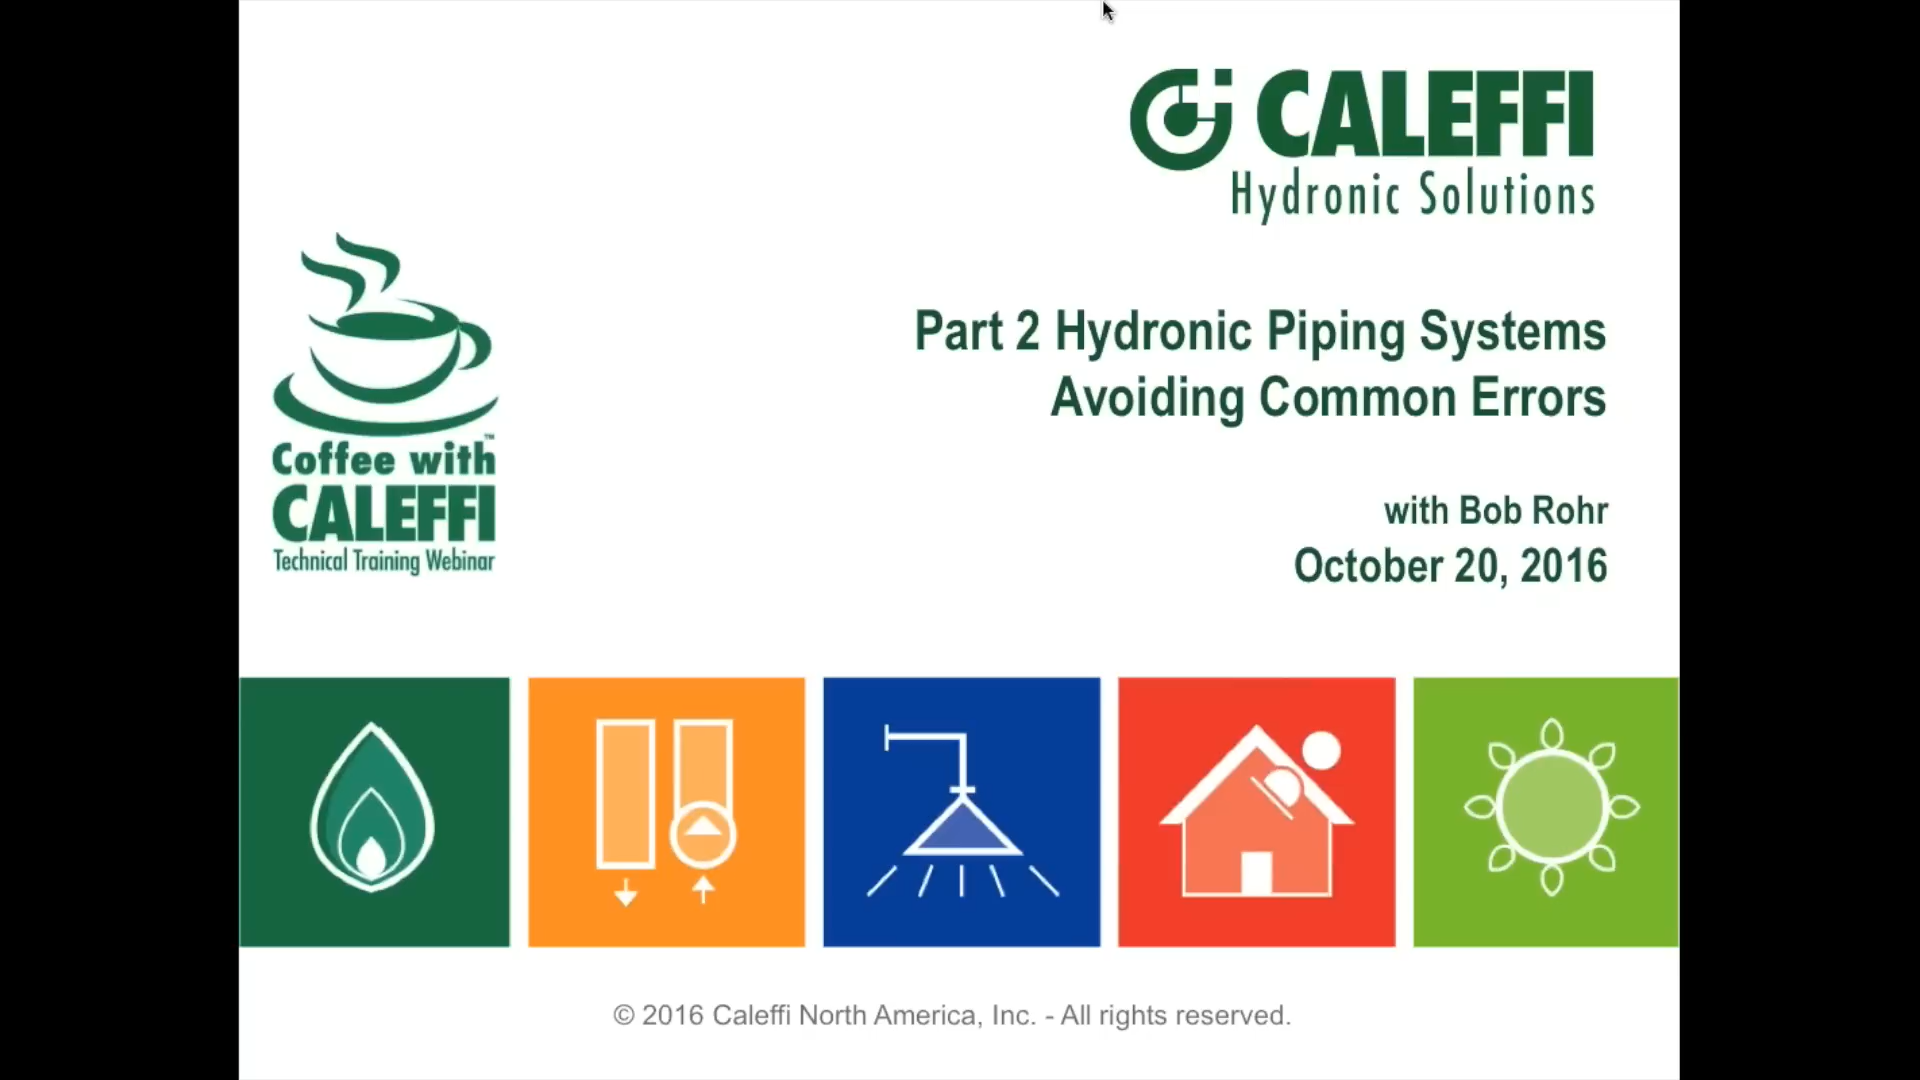 CALEFFI
Hydronic Solutions
Part 2 Hydronic Piping Systems
Avoiding Common Errors
with Bob Rohr
October 20, 2016
Coffee with™
CALEFFI
Technical Training Webinar
© 2016 Caleffi North America, Inc. - All rights reserved.